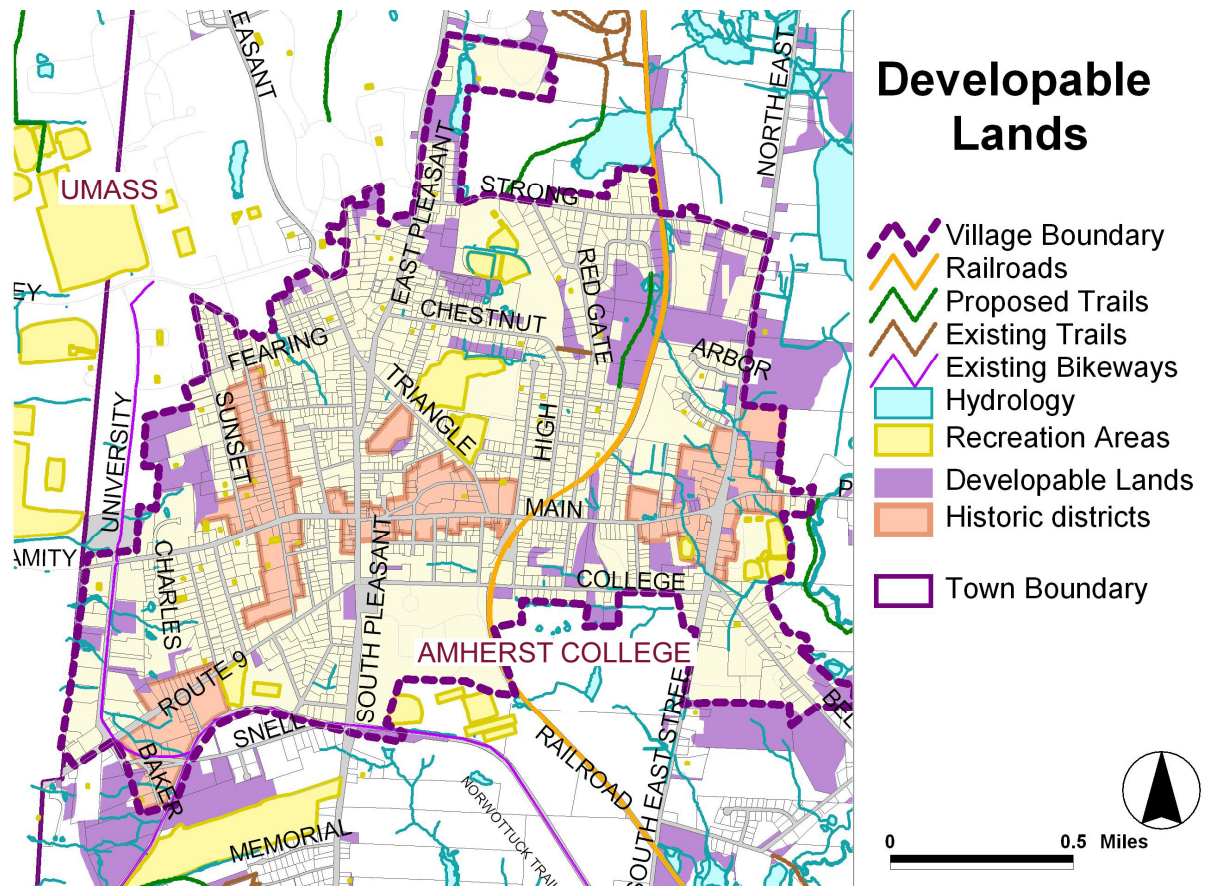 Developable
Lands
Village Boundary
Railroads
Proposed Trails
Existing Trails
Existing Bikeways
Hydrology
Recreation Areas
Developable Lands
Historic districts
Town Boundary
0 0.5 Miles
EASANT
NORTH EAST
UMASS
EAST PLEASANT
STRONG
EY
RED GATE
CHESTNUT
FEARING
ARBOR
TRIANGLE
SUNSET
UNIVERSITY
HIGH
MAIN
P
AMITY
CHARLES
SOUTH PLEASANT
COLLEGE
AMHERST COLLEGE
ROUTE 9
SNELL
BAKER
SOUTH EAST STREE
BEL
RAILROAD
NORWOTTUCK TRAIL
MEMORIAL